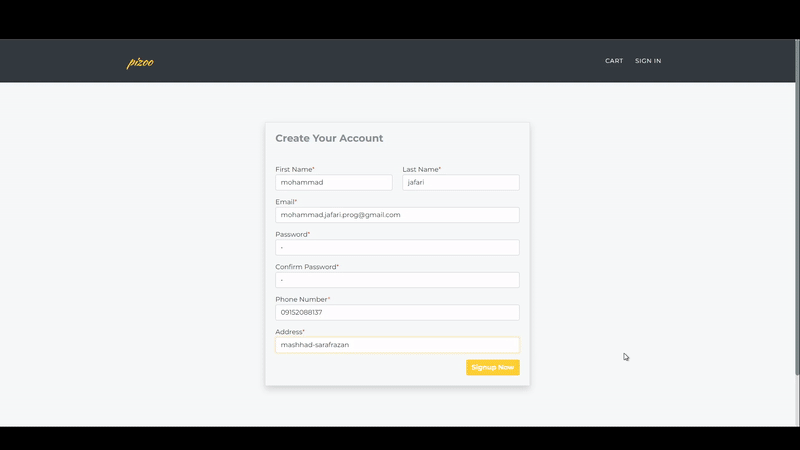 pizoo
CART SIGN IN
Create Your Account
First Name* Last Name*
mohammad jafari
Email*
mohammad.jafari.prog@gmail.com
Password*
Confirm Password*
Phone Number*
09152088137
Address*
mashhad-sarafrazan
Signup Now